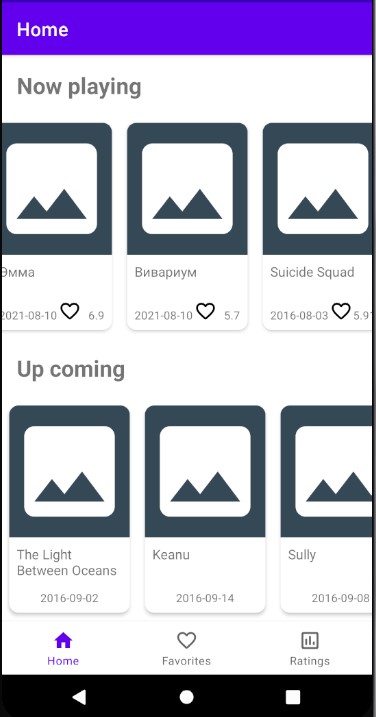 Home
Now playing
Эмма
Вивариум
Suicide Squad
2021-08-10 6.9
2021-08-10 5.7
2016-08-03 5.91
Up coming
The Light
Between Oceans
Keanu
Sully
2016-09-02
2016-09-14
2016-09-08
Home
Favorites
Ratings